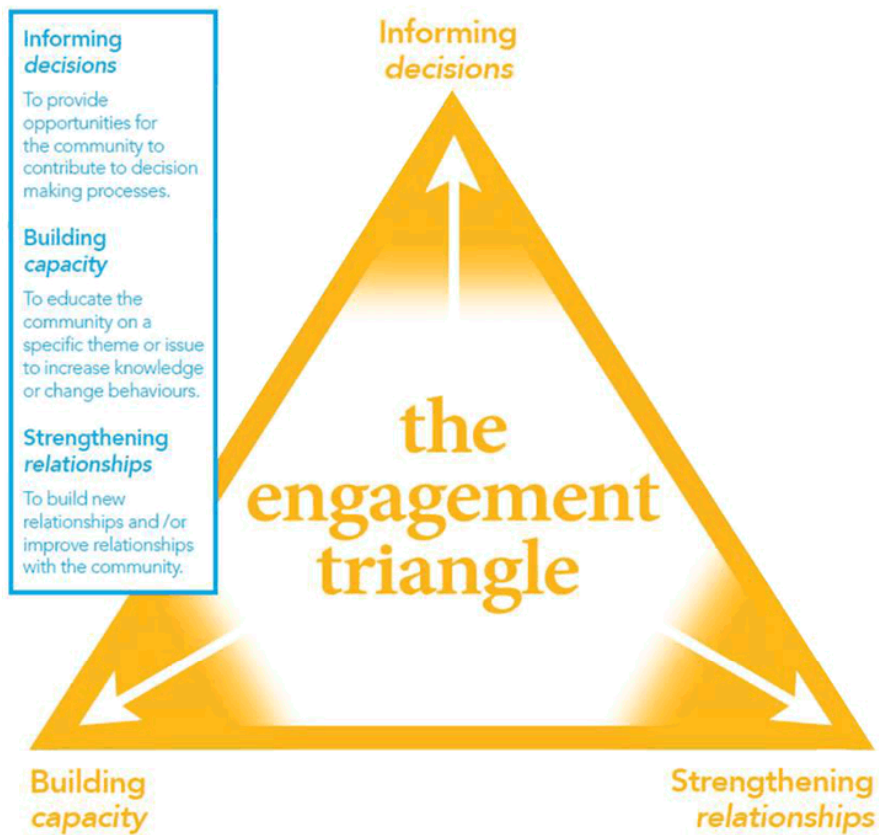 Informing
decisions
To provide
opportunities for
the community to
contribute to decision
making processes.
Building
capacity
To educate the
community on a
specific theme or issue
to increase knowledge
or change behaviours.
Strengthening
relationships
To build new
relationships and /or
improve relationships
with the community.
Informing
decisions
the
engagement
triangle
Building
capacity
Strengthening
relationships